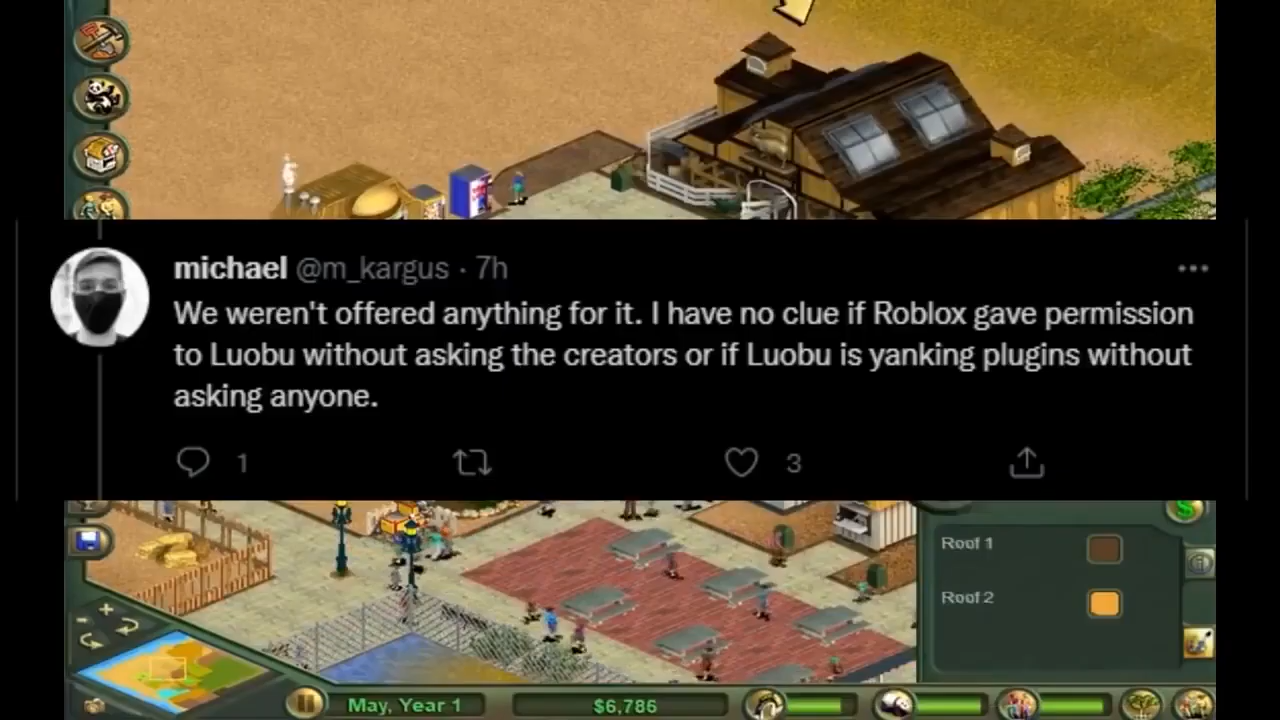 michael @m_kargus · 7h
We weren't offered anything for it. I have no clue if Roblox gave permission
to Luobu without asking the creators or if Luobu is yanking plugins without
asking anyone.
1
3
Roof 1
Roof 2
May, Year 1
$6,786